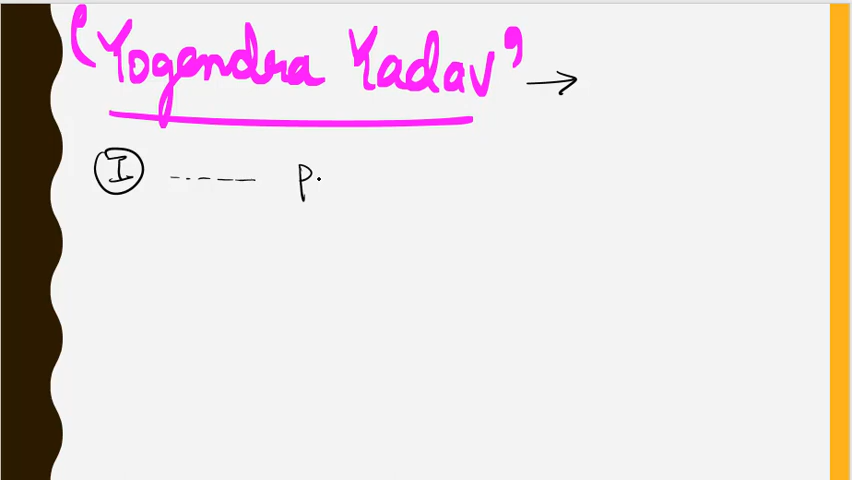 'Yogendra Yadav' →
I ------ P.